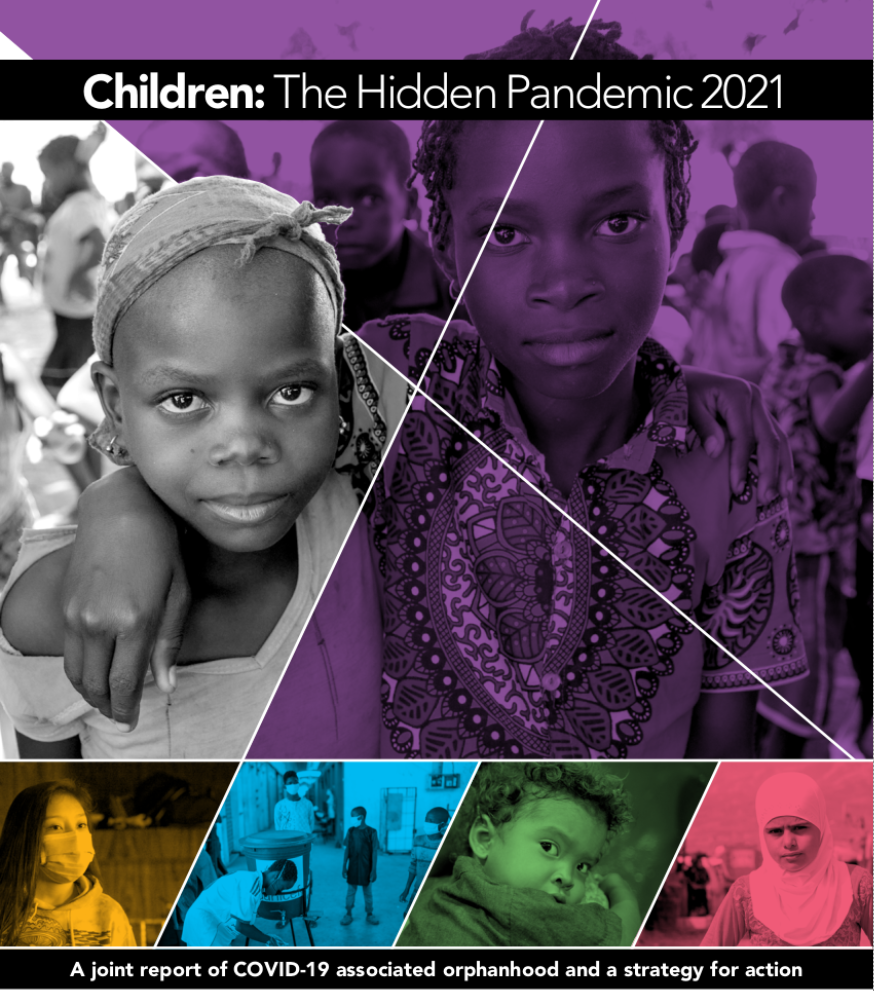 Children: The Hidden Pandemic 2021
A joint report of COVID-19 associated orphanhood and a strategy for action